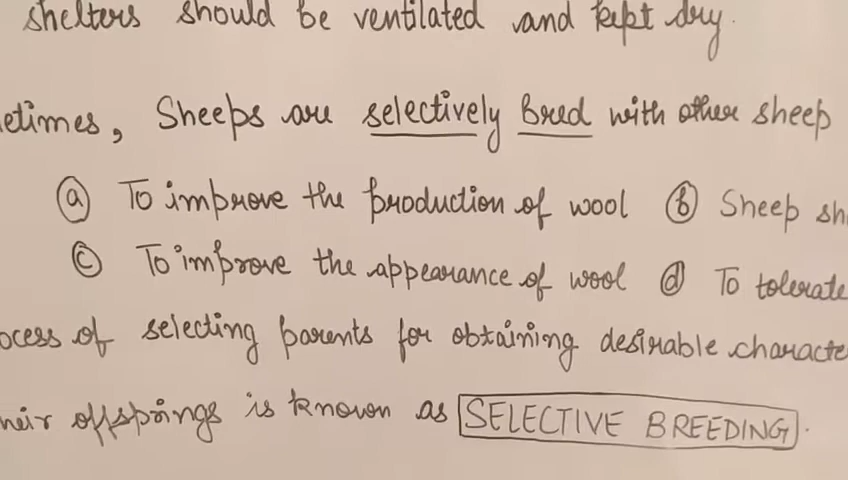 shelters should be ventilated and kept dry.
etimes, Sheeps are selectively Bred with other sheep
(a) To improve the production of wool (b) Sheep sh
(c) To improve the appearance of wool (d) To tolerate
ocess of selecting parents for obtaining desirable characte
heir offsprings is known as SELECTIVE BREEDING.